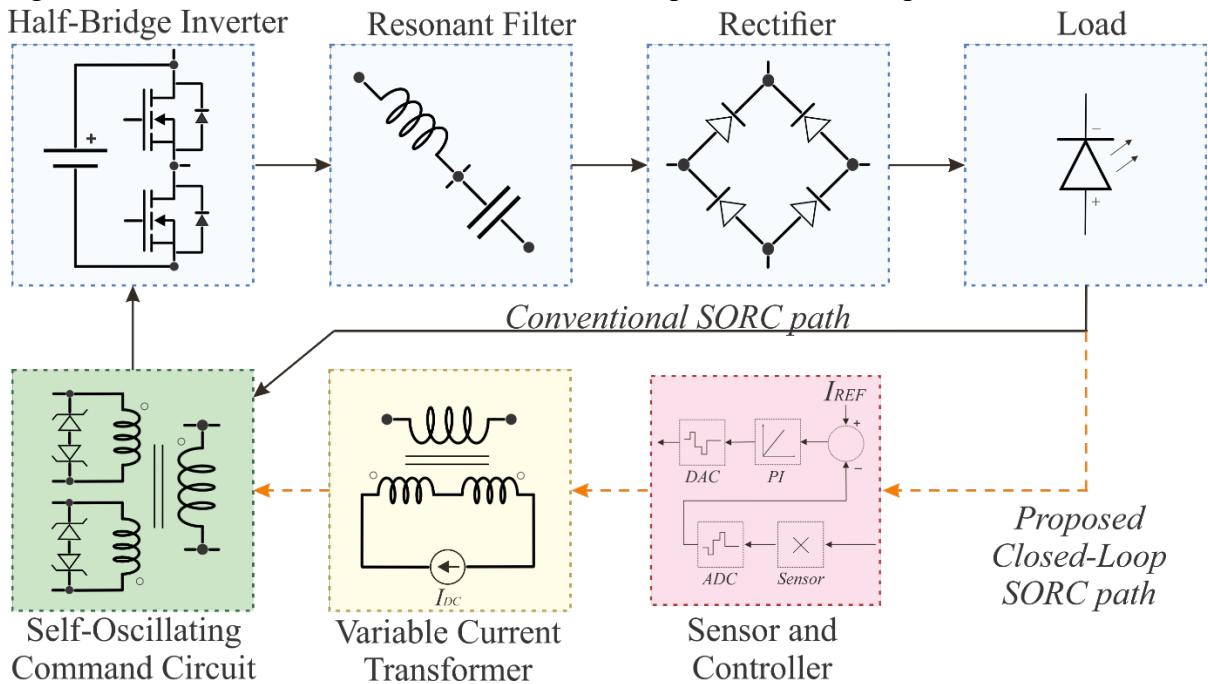 Half-Bridge Inverter
Resonant Filter
Rectifier
Load
+
−
+
Conventional SORC path
I_REF
+
−
DAC
PI
ADC
Sensor
I_DC
Proposed
Closed-Loop
SORC path
Self-Oscillating
Command Circuit
Variable Current
Transformer
Sensor and
Controller